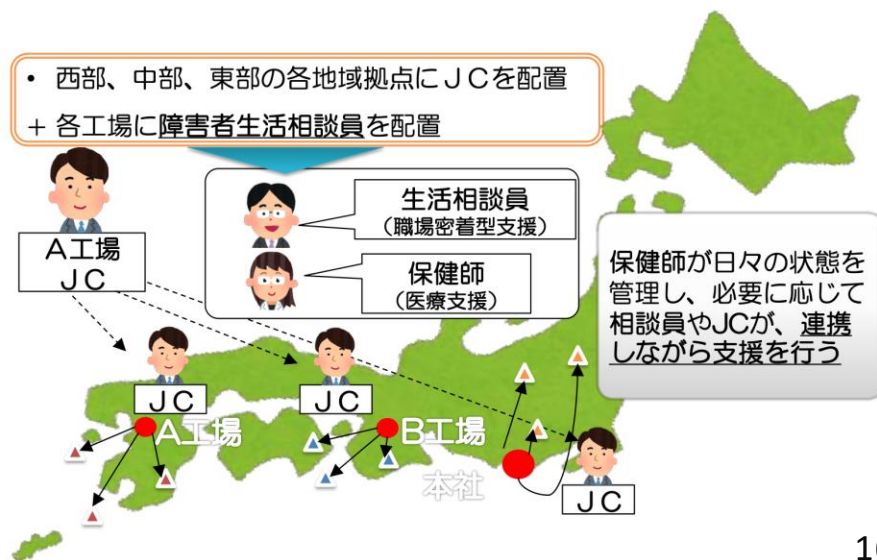 • 西部、中部、東部の各地域拠点にＪＣを配置
+ 各工場に障害者生活相談員を配置
生活相談員
（職場密着型支援）
保健師
（医療支援）
Ａ工場
ＪＣ
保健師が日々の状態を
管理し、必要に応じて
相談員やJCが、連携
しながら支援を行う
ＪＣ
ＪＣ
Ａ工場
Ｂ工場
本社
ＪＣ